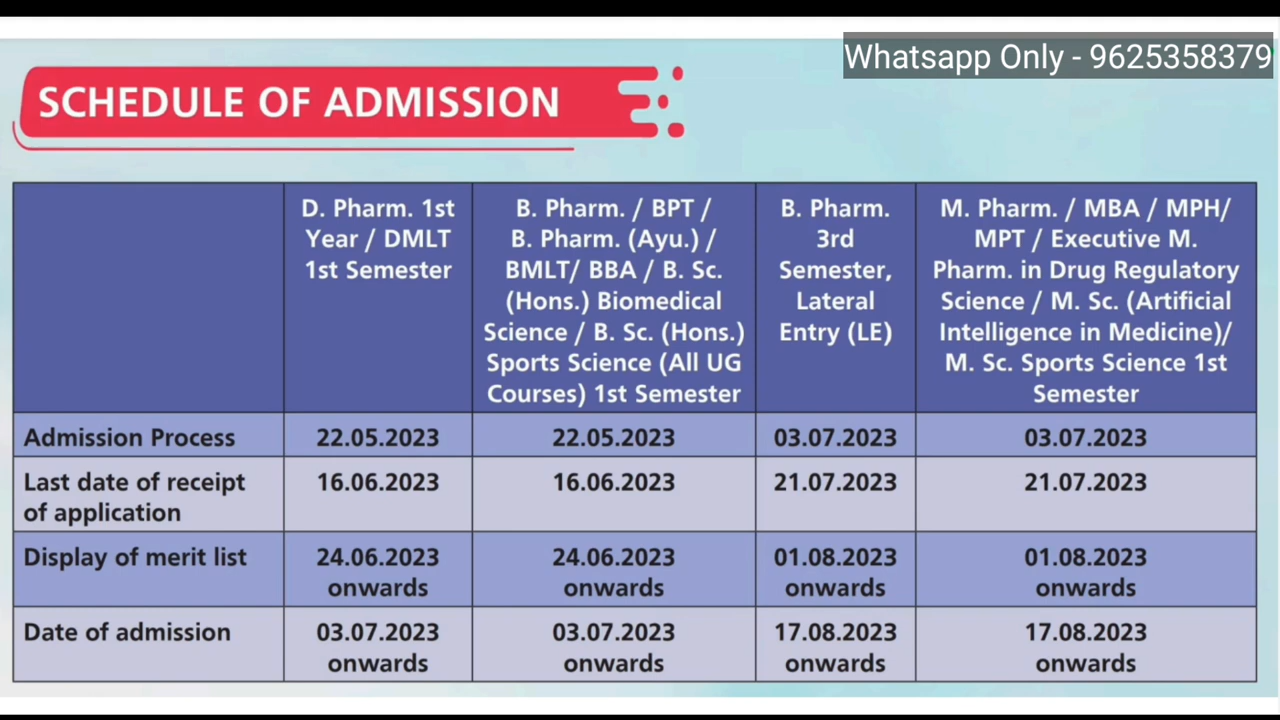 Whatsapp Only - 9625358379
SCHEDULE OF ADMISSION
D. Pharm. 1st
Year / DMLT
1st Semester
B. Pharm. / BPT /
B. Pharm. (Ayu.) /
BMLT/ BBA / B. Sc.
(Hons.) Biomedical
Science / B. Sc. (Hons.)
Sports Science (All UG
Courses) 1st Semester
B. Pharm.
3rd
Semester,
Lateral
Entry (LE)
M. Pharm. / MBA / MPH/
MPT / Executive M.
Pharm. in Drug Regulatory
Science / M. Sc. (Artificial
Intelligence in Medicine)/
M. Sc. Sports Science 1st
Semester
Admission Process
22.05.2023
22.05.2023
03.07.2023
03.07.2023
Last date of receipt
of application
16.06.2023
16.06.2023
21.07.2023
21.07.2023
Display of merit list
24.06.2023
onwards
24.06.2023
onwards
01.08.2023
onwards
01.08.2023
onwards
Date of admission
03.07.2023
onwards
03.07.2023
onwards
17.08.2023
onwards
17.08.2023
onwards